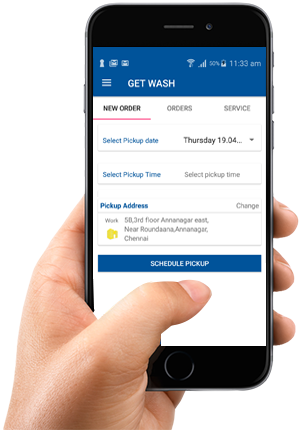 50% 11:33 am
GET WASH
NEW ORDER ORDERS SERVICE
Select Pickup date Thursday 19.04...
Select Pickup Time Select pickup time
Pickup Address Change
Work 58,3rd floor Annanagar east,
Near Roundaana,Annanagar,
Chennai
SCHEDULE PICKUP